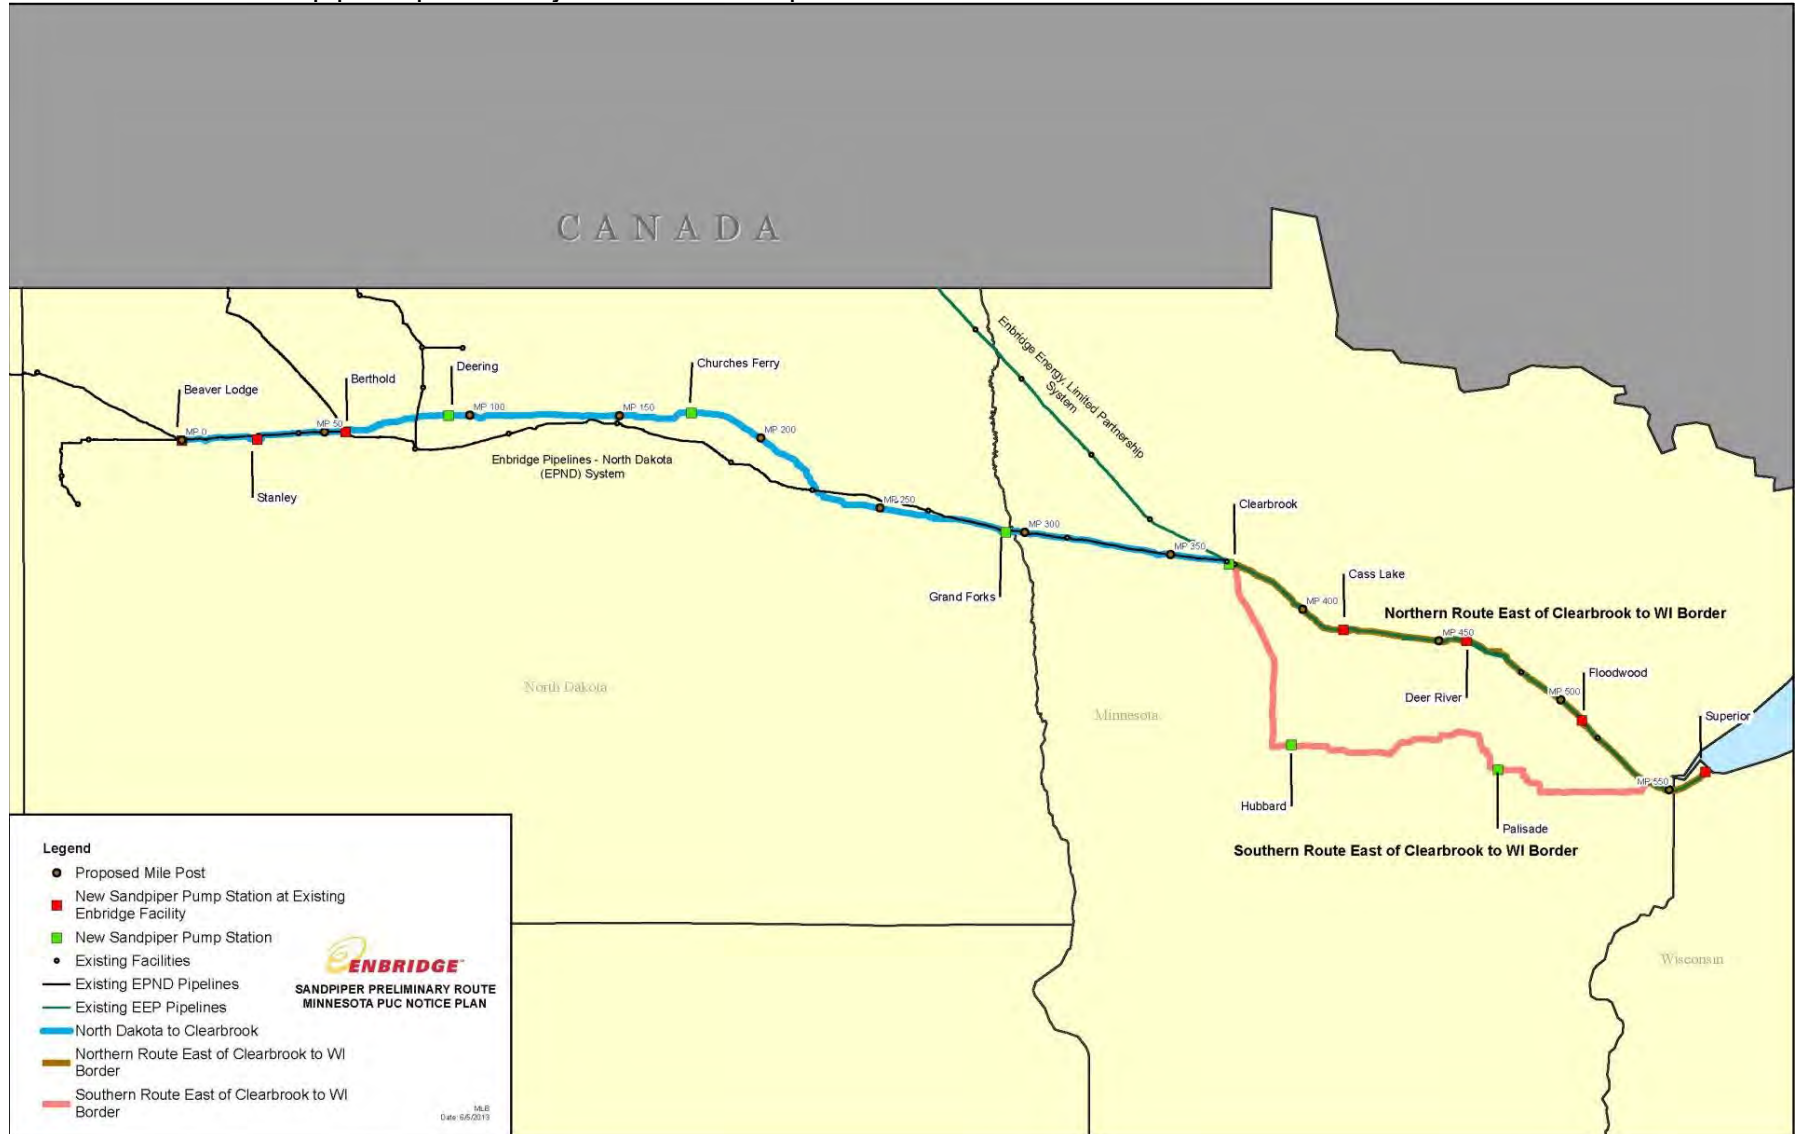 CANADA
Enbridge Energy, Limited Partnership
System
Churches Ferry
Deering
Berthold
Beaver Lodge
MP 0
MP 50
MP 100
MP 150
MP 200
Enbridge Pipelines - North Dakota
(EPND) System
Stanley
MP 250
MP 300
MP 350
Clearbrook
Grand Forks
Cass Lake
MP 400
Northern Route East of Clearbrook to WI Border
MP 450
Floodwood
Deer River
MP 500
North Dakota
Minnesota
Superior
MP 550
Hubbard
Palisade
Southern Route East of Clearbrook to WI Border
Wisconsin
Legend
Proposed Mile Post
New Sandpiper Pump Station at Existing
Enbridge Facility
New Sandpiper Pump Station
Existing Facilities
Existing EPND Pipelines
Existing EEP Pipelines
North Dakota to Clearbrook
Northern Route East of Clearbrook to WI
Border
Southern Route East of Clearbrook to WI
Border
ENBRIDGE
SANDPIPER PRELIMINARY ROUTE
MINNESOTA PUC NOTICE PLAN
MLB
Date: 6/5/2013